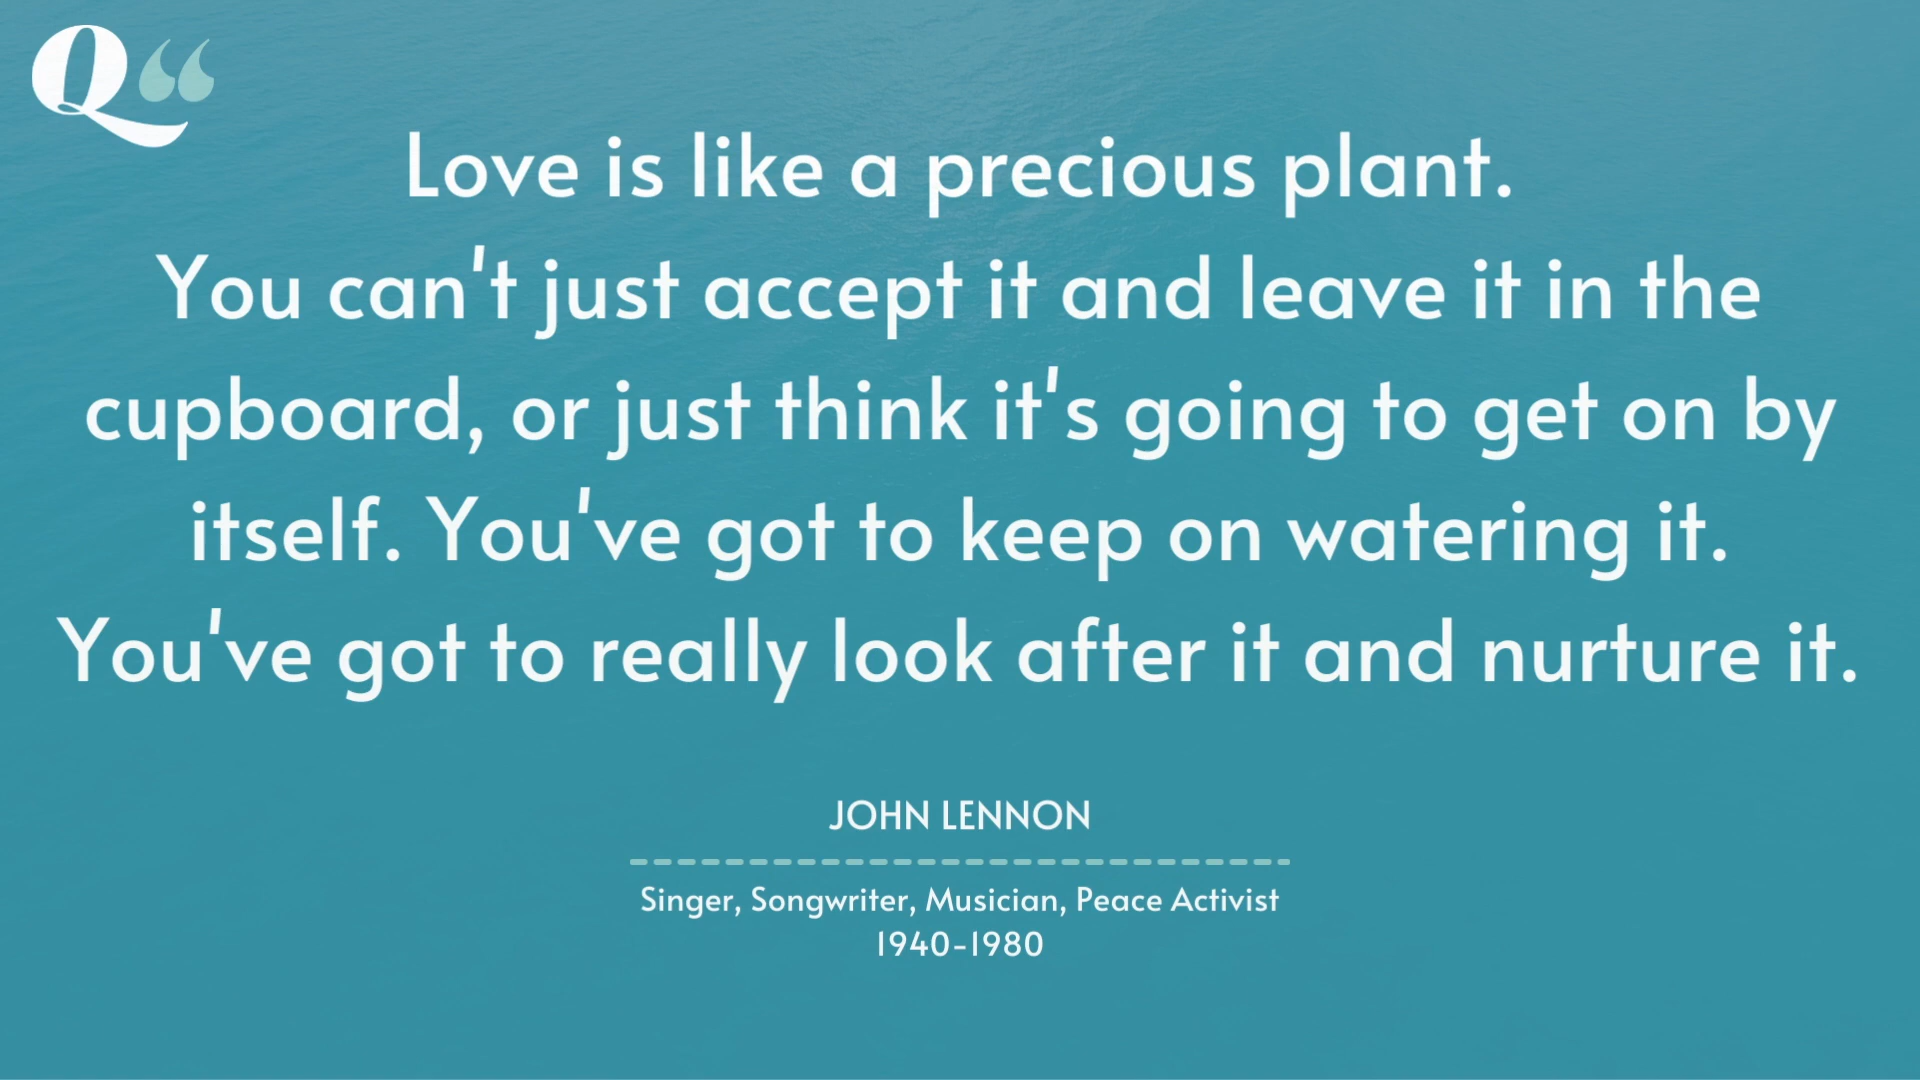 Q“
Love is like a precious plant.
You can't just accept it and leave it in the
cupboard, or just think it's going to get on by
itself. You've got to keep on watering it.
You've got to really look after it and nurture it.
JOHN LENNON
Singer, Songwriter, Musician, Peace Activist
1940-1980